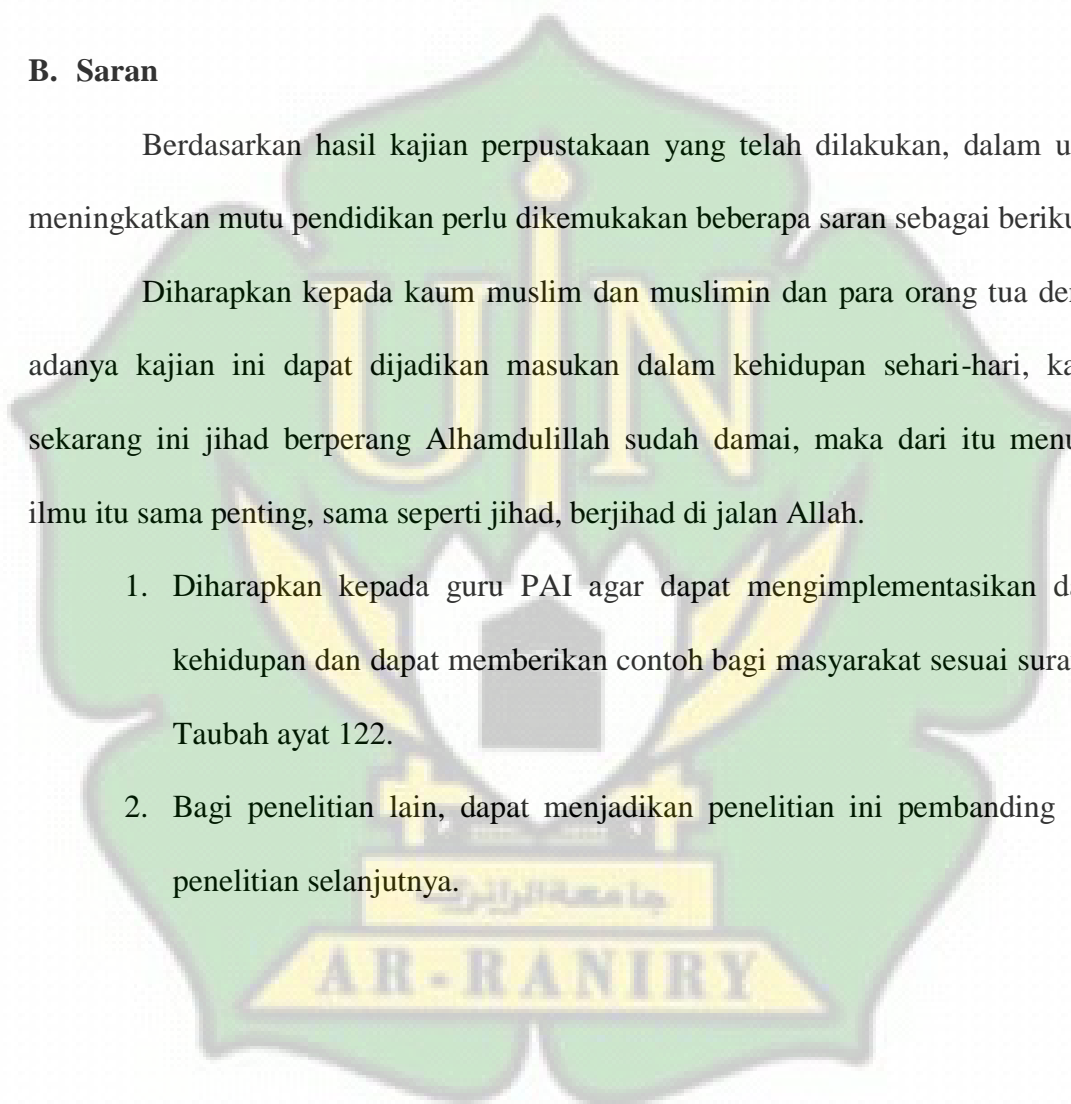 B. Saran
Berdasarkan hasil kajian perpustakaan yang telah dilakukan, dalam u
meningkatkan mutu pendidikan perlu dikemukakan beberapa saran sebagai beriku
Diharapkan kepada kaum muslim dan muslimin dan para orang tua de
adanya kajian ini dapat dijadikan masukan dalam kehidupan sehari-hari, ka
sekarang ini jihad berperang Alhamdulillah sudah damai, maka dari itu menu
ilmu itu sama penting, sama seperti jihad, berjihad di jalan Allah.
1. Diharapkan kepada guru PAI agar dapat mengimplementasikan da
kehidupan dan dapat memberikan contoh bagi masyarakat sesuai sura
Taubah ayat 122.
2. Bagi penelitian lain, dapat menjadikan penelitian ini pembanding
penelitian selanjutnya.
UIN
جامعة الرانري
AR-RANIRY